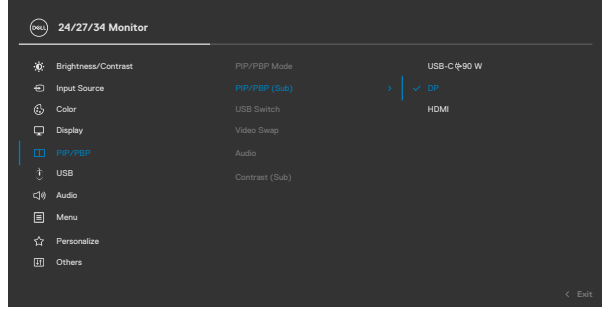 DELL 24/27/34 Monitor
Brightness/Contrast PIP/PBP Mode USB-C 90 W
Input Source PIP/PBP (Sub) > DP
Color USB Switch HDMI
Display Video Swap
PIP/PBP Audio
USB Contrast (Sub)
Audio
Menu
Personalize
Others
< Exit